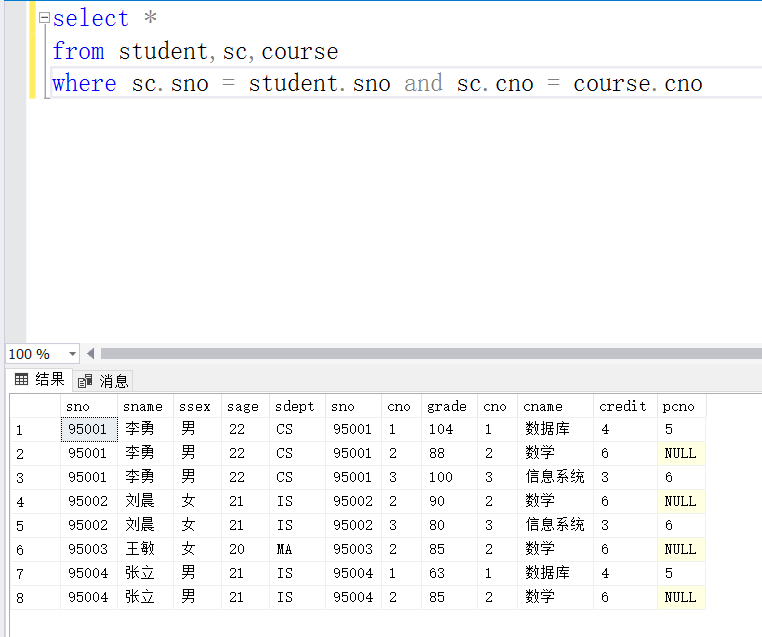 select *
from student,sc,course
where sc.sno = student.sno and sc.cno = course.cno
100 %
结果 消息
sno sname ssex sage sdept sno cno grade cno cname credit pcno
1 95001 李勇 男 22 CS 95001 1 104 1 数据库 4 5
2 95001 李勇 男 22 CS 95001 2 88 2 数学 6 NULL
3 95001 李勇 男 22 CS 95001 3 100 3 信息系统 3 6
4 95002 刘晨 女 21 IS 95002 2 90 2 数学 6 NULL
5 95002 刘晨 女 21 IS 95002 3 80 3 信息系统 3 6
6 95003 王敏 女 20 MA 95003 2 85 2 数学 6 NULL
7 95004 张立 男 21 IS 95004 1 63 1 数据库 4 5
8 95004 张立 男 21 IS 95004 2 85 2 数学 6 NULL